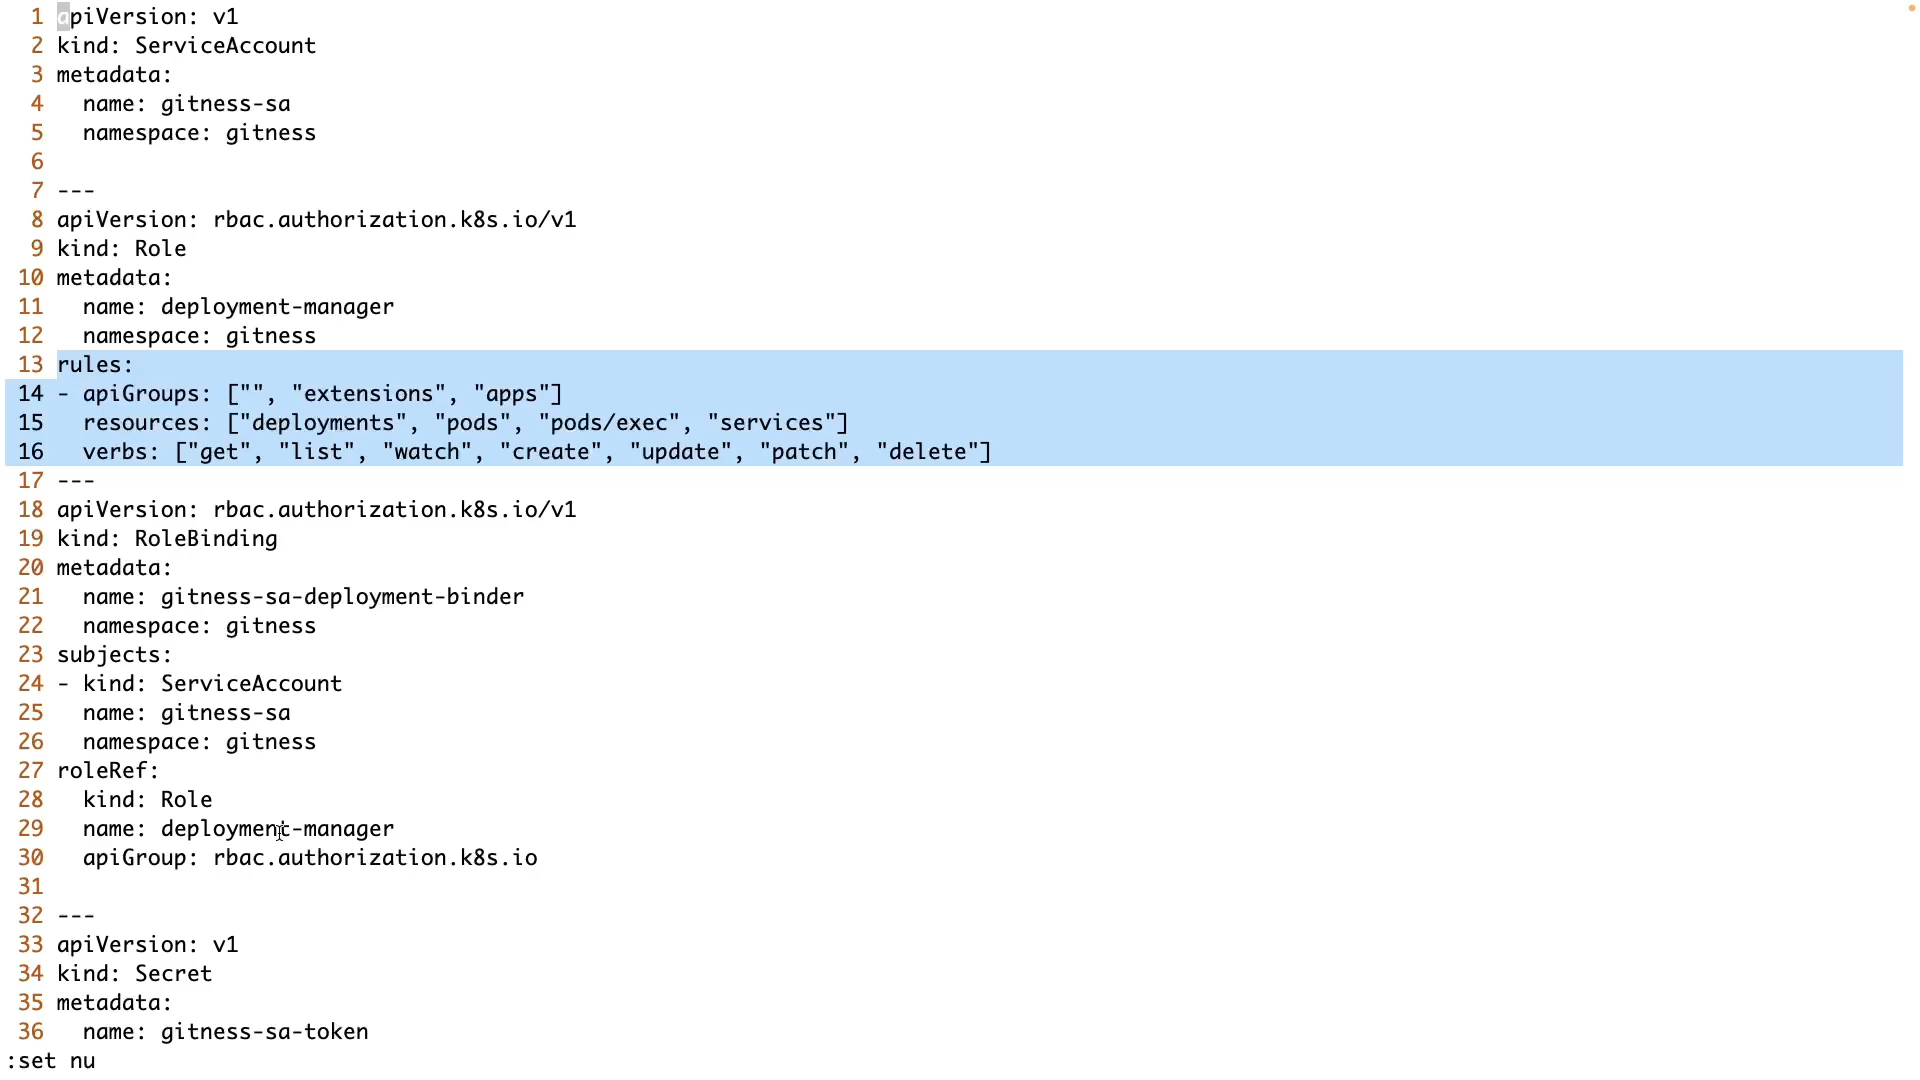 1 apiVersion: v1
2 kind: ServiceAccount
3 metadata:
4   name: gitness-sa
5   namespace: gitness
6
7 ---
8 apiVersion: rbac.authorization.k8s.io/v1
9 kind: Role
10 metadata:
11   name: deployment-manager
12   namespace: gitness
13 rules:
14 - apiGroups: ["", "extensions", "apps"]
15   resources: ["deployments", "pods", "pods/exec", "services"]
16   verbs: ["get", "list", "watch", "create", "update", "patch", "delete"]
17 ---
18 apiVersion: rbac.authorization.k8s.io/v1
19 kind: RoleBinding
20 metadata:
21   name: gitness-sa-deployment-binder
22   namespace: gitness
23 subjects:
24 - kind: ServiceAccount
25   name: gitness-sa
26   namespace: gitness
27 roleRef:
28   kind: Role
29   name: deployment-manager
30   apiGroup: rbac.authorization.k8s.io
31
32 ---
33 apiVersion: v1
34 kind: Secret
35 metadata:
36   name: gitness-sa-token
:set nu